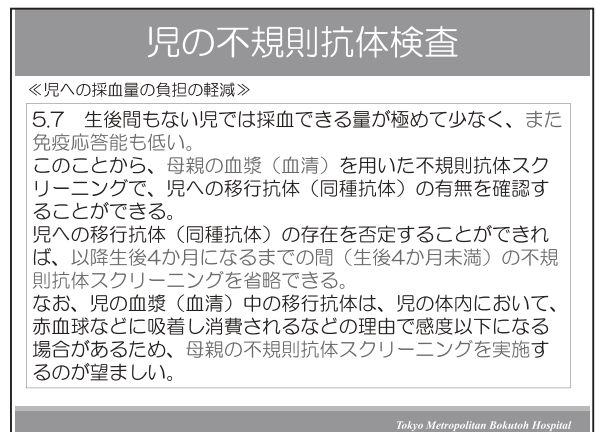 児の不規則抗体検査
≪児への採血量の負担の軽減≫
5.7　生後間もない児では採血できる量が極めて少なく、また
免疫応答能も低い。
このことから、母親の血漿（血清）を用いた不規則抗体スク
リーニングで、児への移行抗体（同種抗体）の有無を確認す
ることができる。
児への移行抗体（同種抗体）の存在を否定することができれ
ば、以降生後4か月になるまでの間（生後4か月未満）の不規
則抗体スクリーニングを省略できる。
なお、児の血漿（血清）中の移行抗体は、児の体内において、
赤血球などに吸着し消費されるなどの理由で感度以下になる
場合があるため、母親の不規則抗体スクリーニングを実施す
るのが望ましい。
Tokyo Metropolitan Bokutoh Hospital